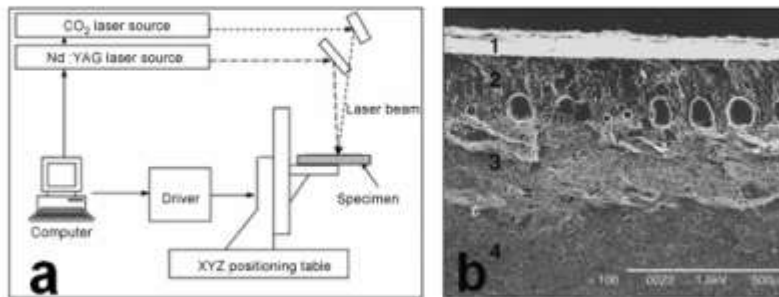 CO₂ laser source
Nd :YAG laser source
Laser beam
Specimen
Driver
Computer
XYZ positioning table
a
1
2
3
4
b